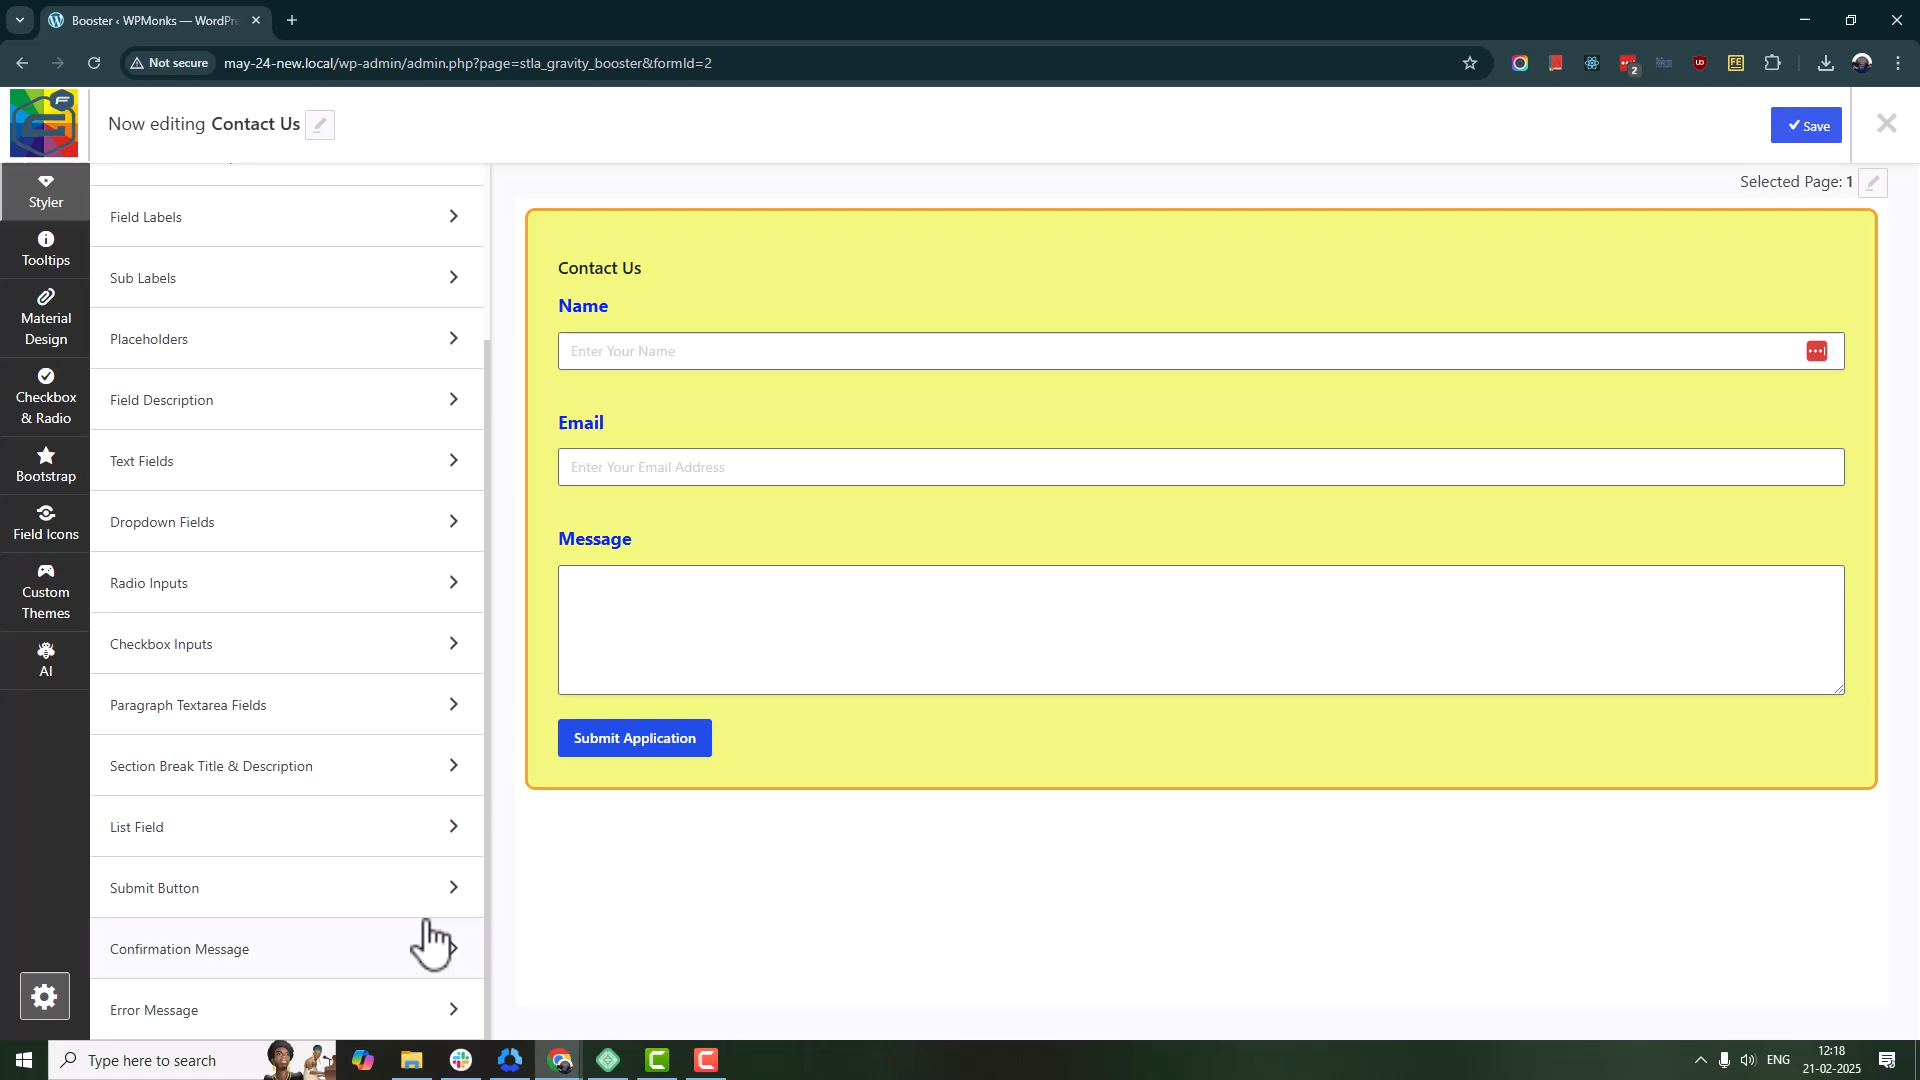 Booster ‹ WPMonks — WordPr
Not secure
may-24-new.local/wp-admin/admin.php?page=stla_gravity_booster&formId=2
2
UD
FE
Now editing Contact Us
Save
Selected Page: 1
Styler
Tooltips
Material
Design
Checkbox
& Radio
Bootstrap
Field Icons
Custom
Themes
AI
Field Labels
Sub Labels
Placeholders
Field Description
Text Fields
Dropdown Fields
Radio Inputs
Checkbox Inputs
Paragraph Textarea Fields
Section Break Title & Description
List Field
Submit Button
Confirmation Message
Error Message
Contact Us
Name
Enter Your Name
Email
Enter Your Email Address
Message
Submit Application
Type here to search
ENG
12:18
21-02-2025